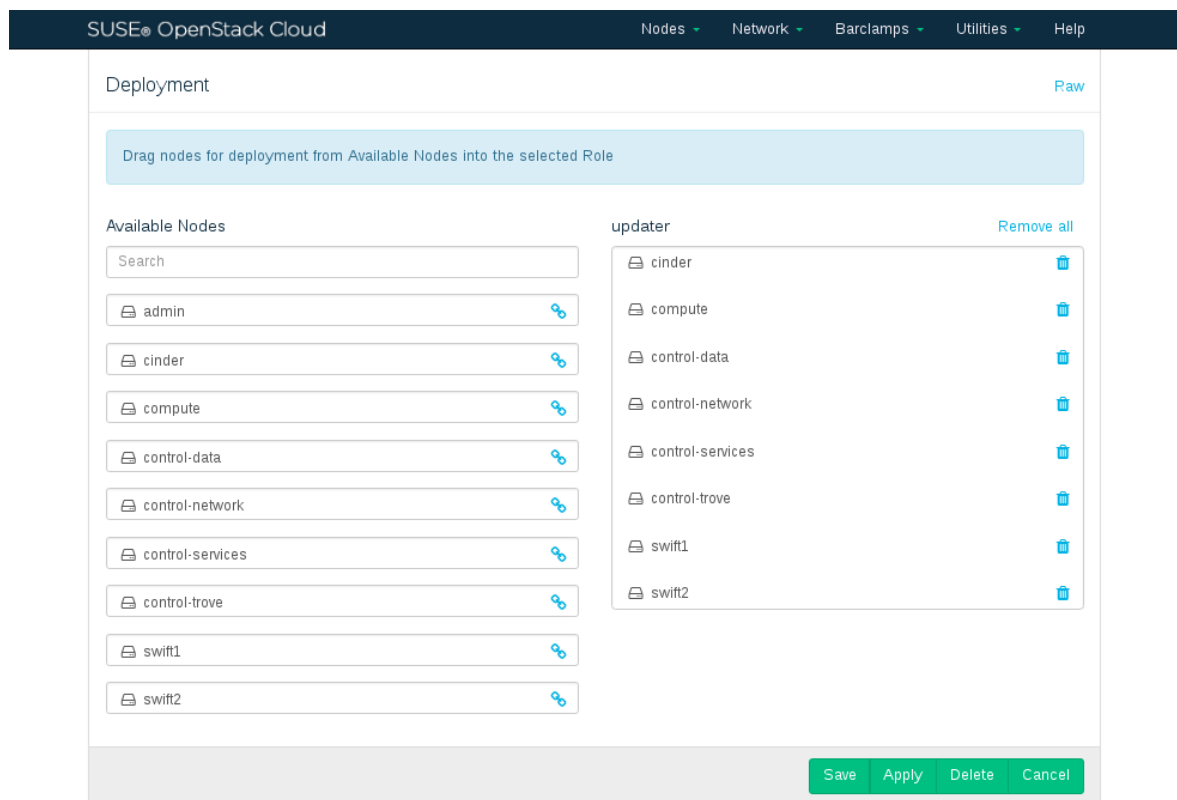 SUSE® OpenStack Cloud Nodes Network Barclamps Utilities Help
Deployment Raw
Drag nodes for deployment from Available Nodes into the selected Role
Available Nodes
Search
admin
cinder
compute
control-data
control-network
control-services
control-trove
swift1
swift2
updater Remove all
cinder
compute
control-data
control-network
control-services
control-trove
swift1
swift2
Save Apply Delete Cancel